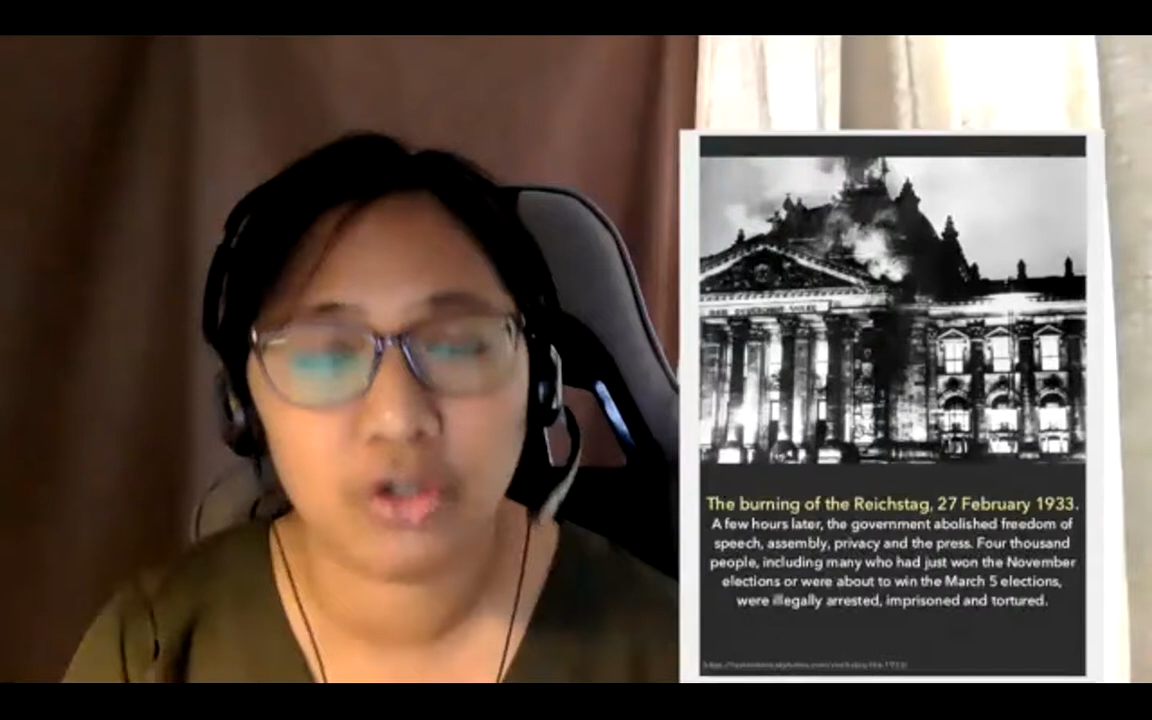 The burning of the Reichstag, 27 February 1933.
A few hours later, the government abolished freedom of
speech, assembly, privacy and the press. Four thousand
people, including many who had just won the November
elections or were about to win the March 5 elections,
were illegally arrested, imprisoned and tortured.